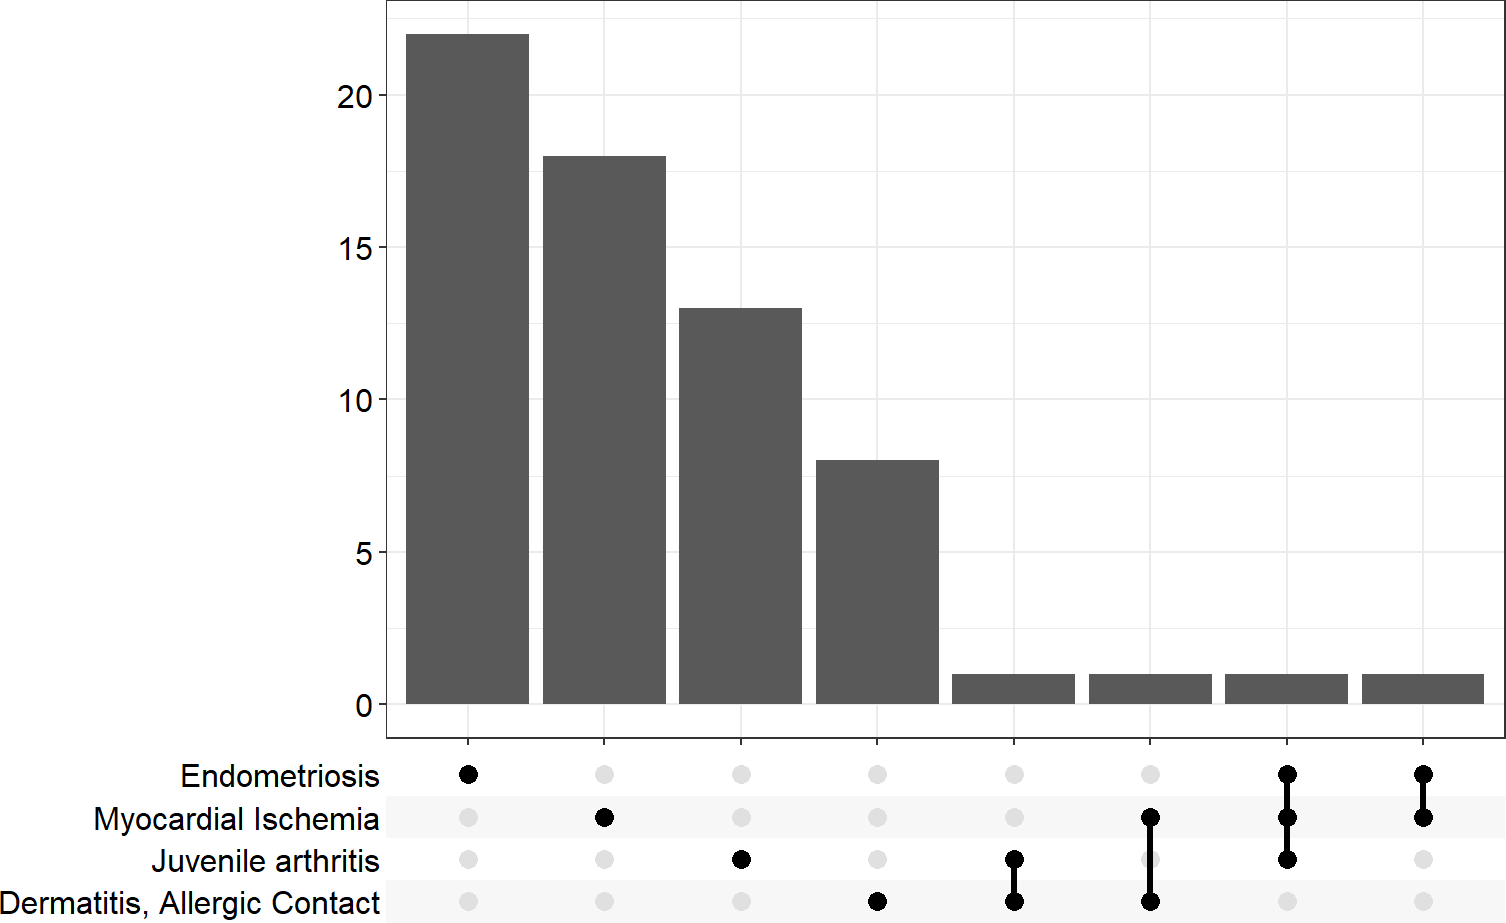 20
15
10
5
0
Endometriosis
Myocardial Ischemia
Juvenile arthritis
Dermatitis, Allergic Contact